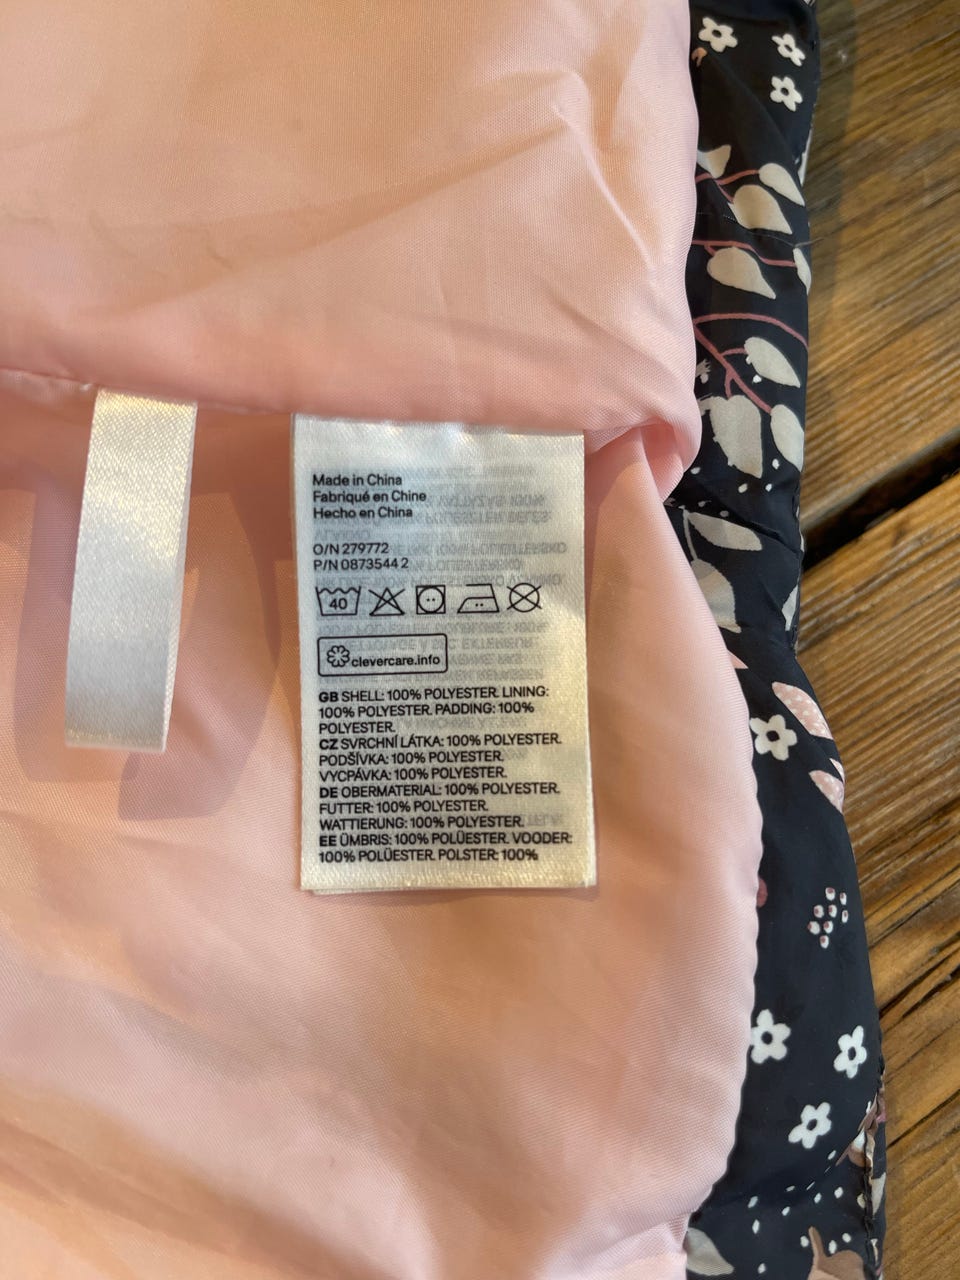 Made in China
Fabriqué en Chine
Hecho en China
O/N 279772
P/N 0873544 2
40
clevercare.info
GB SHELL: 100% POLYESTER. LINING:
100% POLYESTER. PADDING: 100%
POLYESTER.
CZ SVRCHNÍ LÁTKA: 100% POLYESTER.
PODŠÍVKA: 100% POLYESTER.
VYCPÁVKA: 100% POLYESTER.
DE OBERMATERIAL: 100% POLYESTER.
FUTTER: 100% POLYESTER.
WATTIERUNG: 100% POLYESTER.
EE ÜMBRIS: 100% POLÜESTER. VOODER:
100% POLÜESTER. POLSTER: 100%